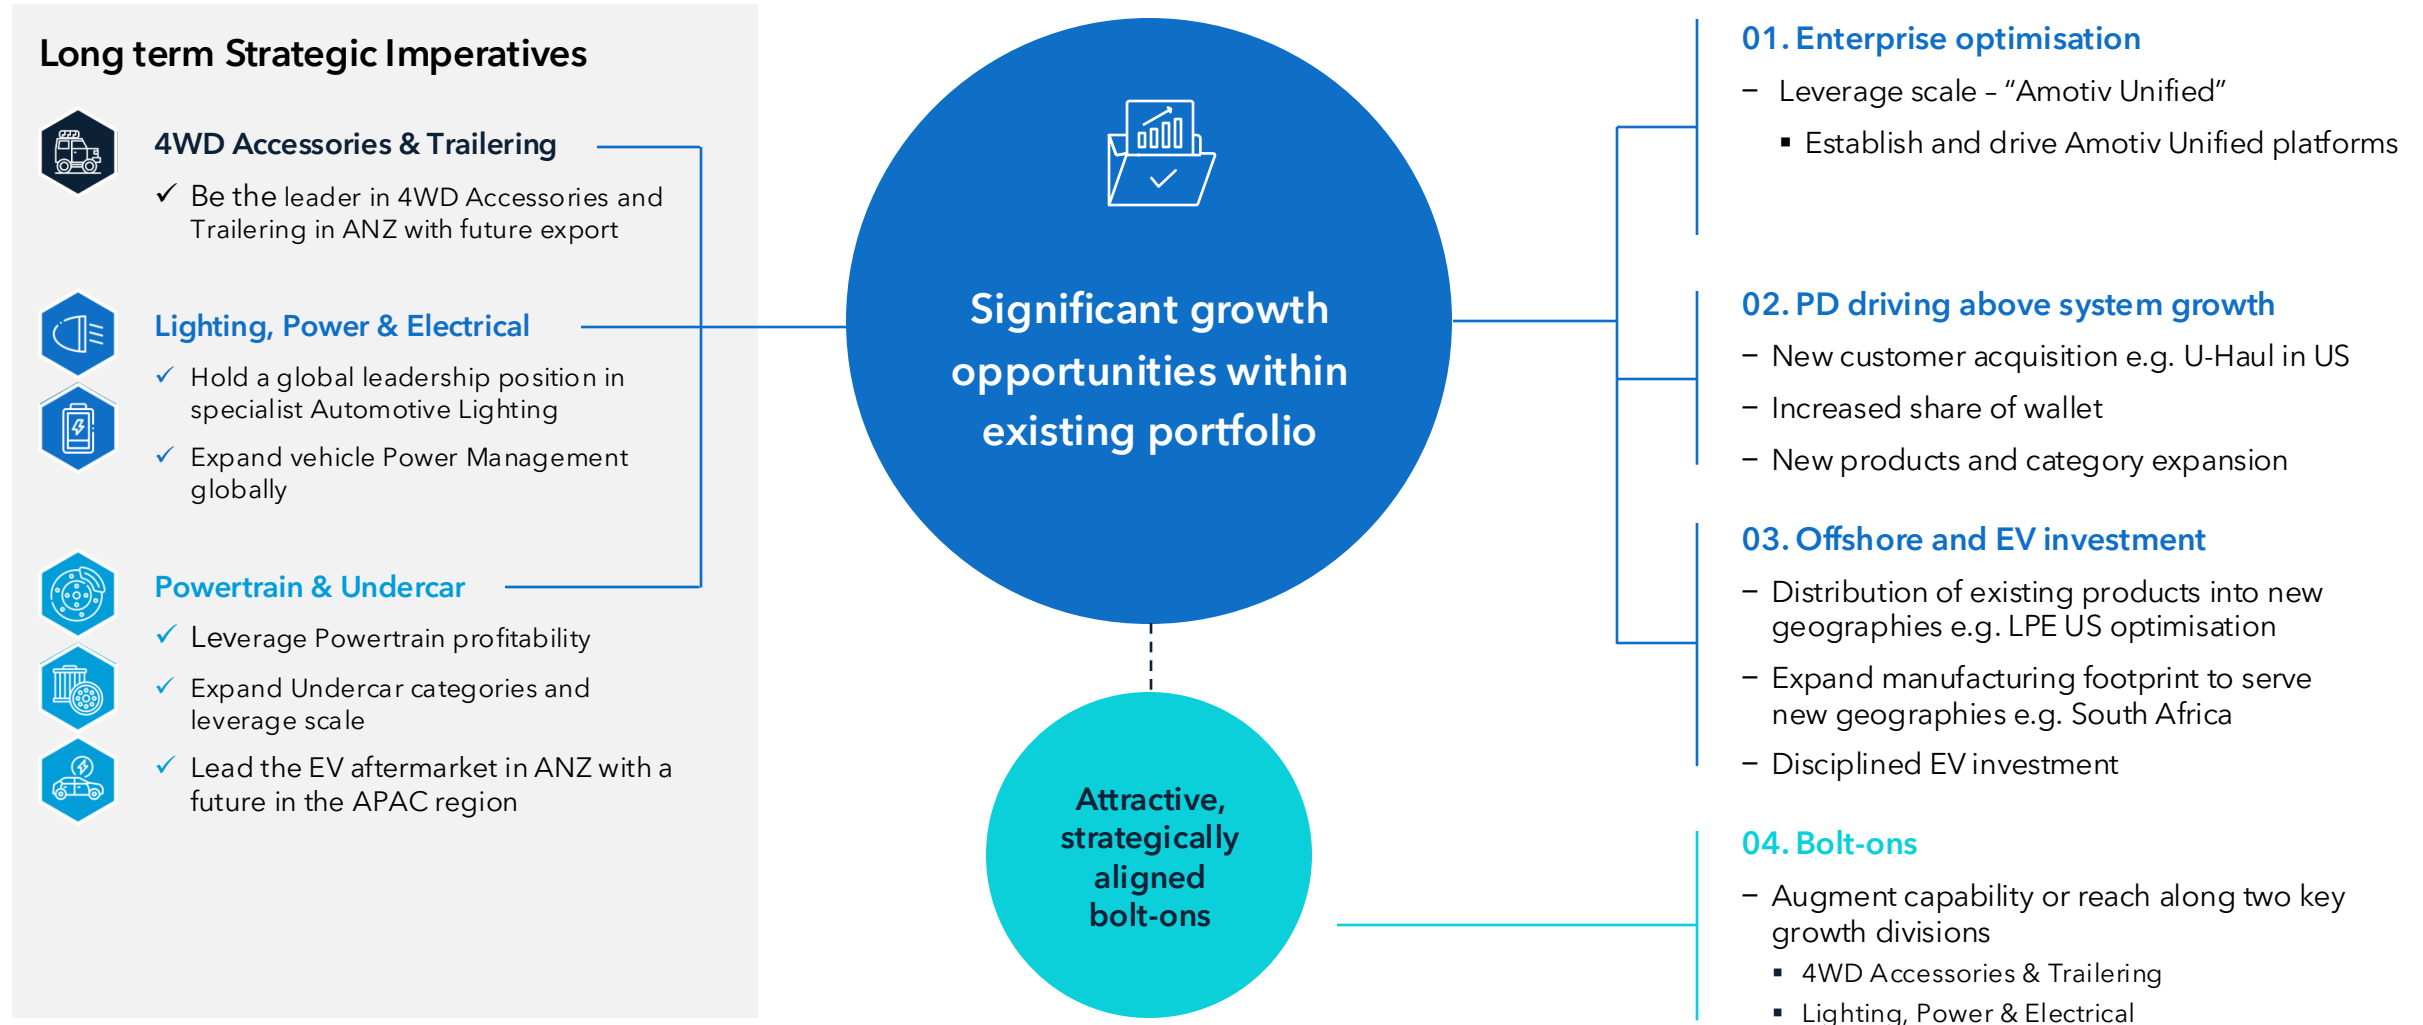 Long term Strategic Imperatives
4WD Accessories & Trailering
✓ Be the leader in 4WD Accessories and
Trailering in ANZ with future export
Lighting, Power & Electrical
✓ Hold a global leadership position in
specialist Automotive Lighting
✓ Expand vehicle Power Management
globally
Powertrain & Undercar
✓ Leverage Powertrain profitability
✓ Expand Undercar categories and
leverage scale
✓ Lead the EV aftermarket in ANZ with a
future in the APAC region
Significant growth
opportunities within
existing portfolio
Attractive,
strategically
aligned
bolt-ons
01. Enterprise optimisation
– Leverage scale – “Amotiv Unified”
▪ Establish and drive Amotiv Unified platforms
02. PD driving above system growth
– New customer acquisition e.g. U-Haul in US
– Increased share of wallet
– New products and category expansion
03. Offshore and EV investment
– Distribution of existing products into new
geographies e.g. LPE US optimisation
– Expand manufacturing footprint to serve
new geographies e.g. South Africa
– Disciplined EV investment
04. Bolt-ons
– Augment capability or reach along two key
growth divisions
▪ 4WD Accessories & Trailering
▪ Lighting, Power & Electrical